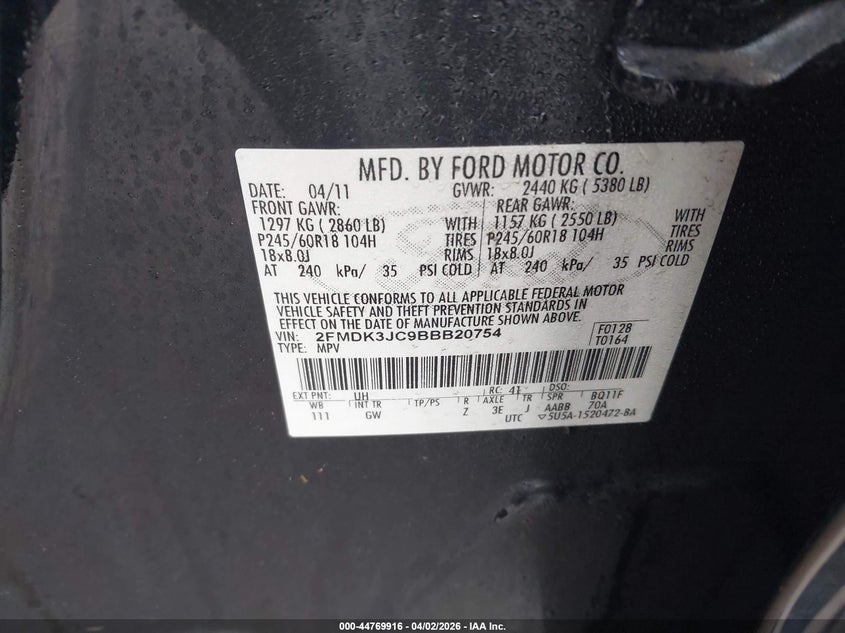 MFD. BY FORD MOTOR CO.
DATE: 04/11 GVWR: 2440 KG ( 5380 LB)
FRONT GAWR: REAR GAWR:
1297 KG ( 2860 LB) WITH 1157 KG ( 2550 LB) WITH
P245/60R18 104H TIRES P245/60R18 104H TIRES
18x8.0J RIMS 18x8.0J RIMS
AT 240 kPa/ 35 PSI COLD AT 240 kPa/ 35 PSI COLD
THIS VEHICLE CONFORMS TO ALL APPLICABLE FEDERAL MOTOR
VEHICLE SAFETY AND THEFT PREVENTION STANDARDS IN
EFFECT ON THE DATE OF MANUFACTURE SHOWN ABOVE.
VIN: 2FMDK3JC9BBB20754 F0128
TYPE: MPV T0164
EXT PNT: UH RC: 41 DSO:
WB INT TR TP/PS R AXLE TR SPR BQ11F
111 GW Z 3E J AABB 70A
UTC ▽5U5A-1520472-BA
000-44769916 - 04/02/2026 - IAA Inc.